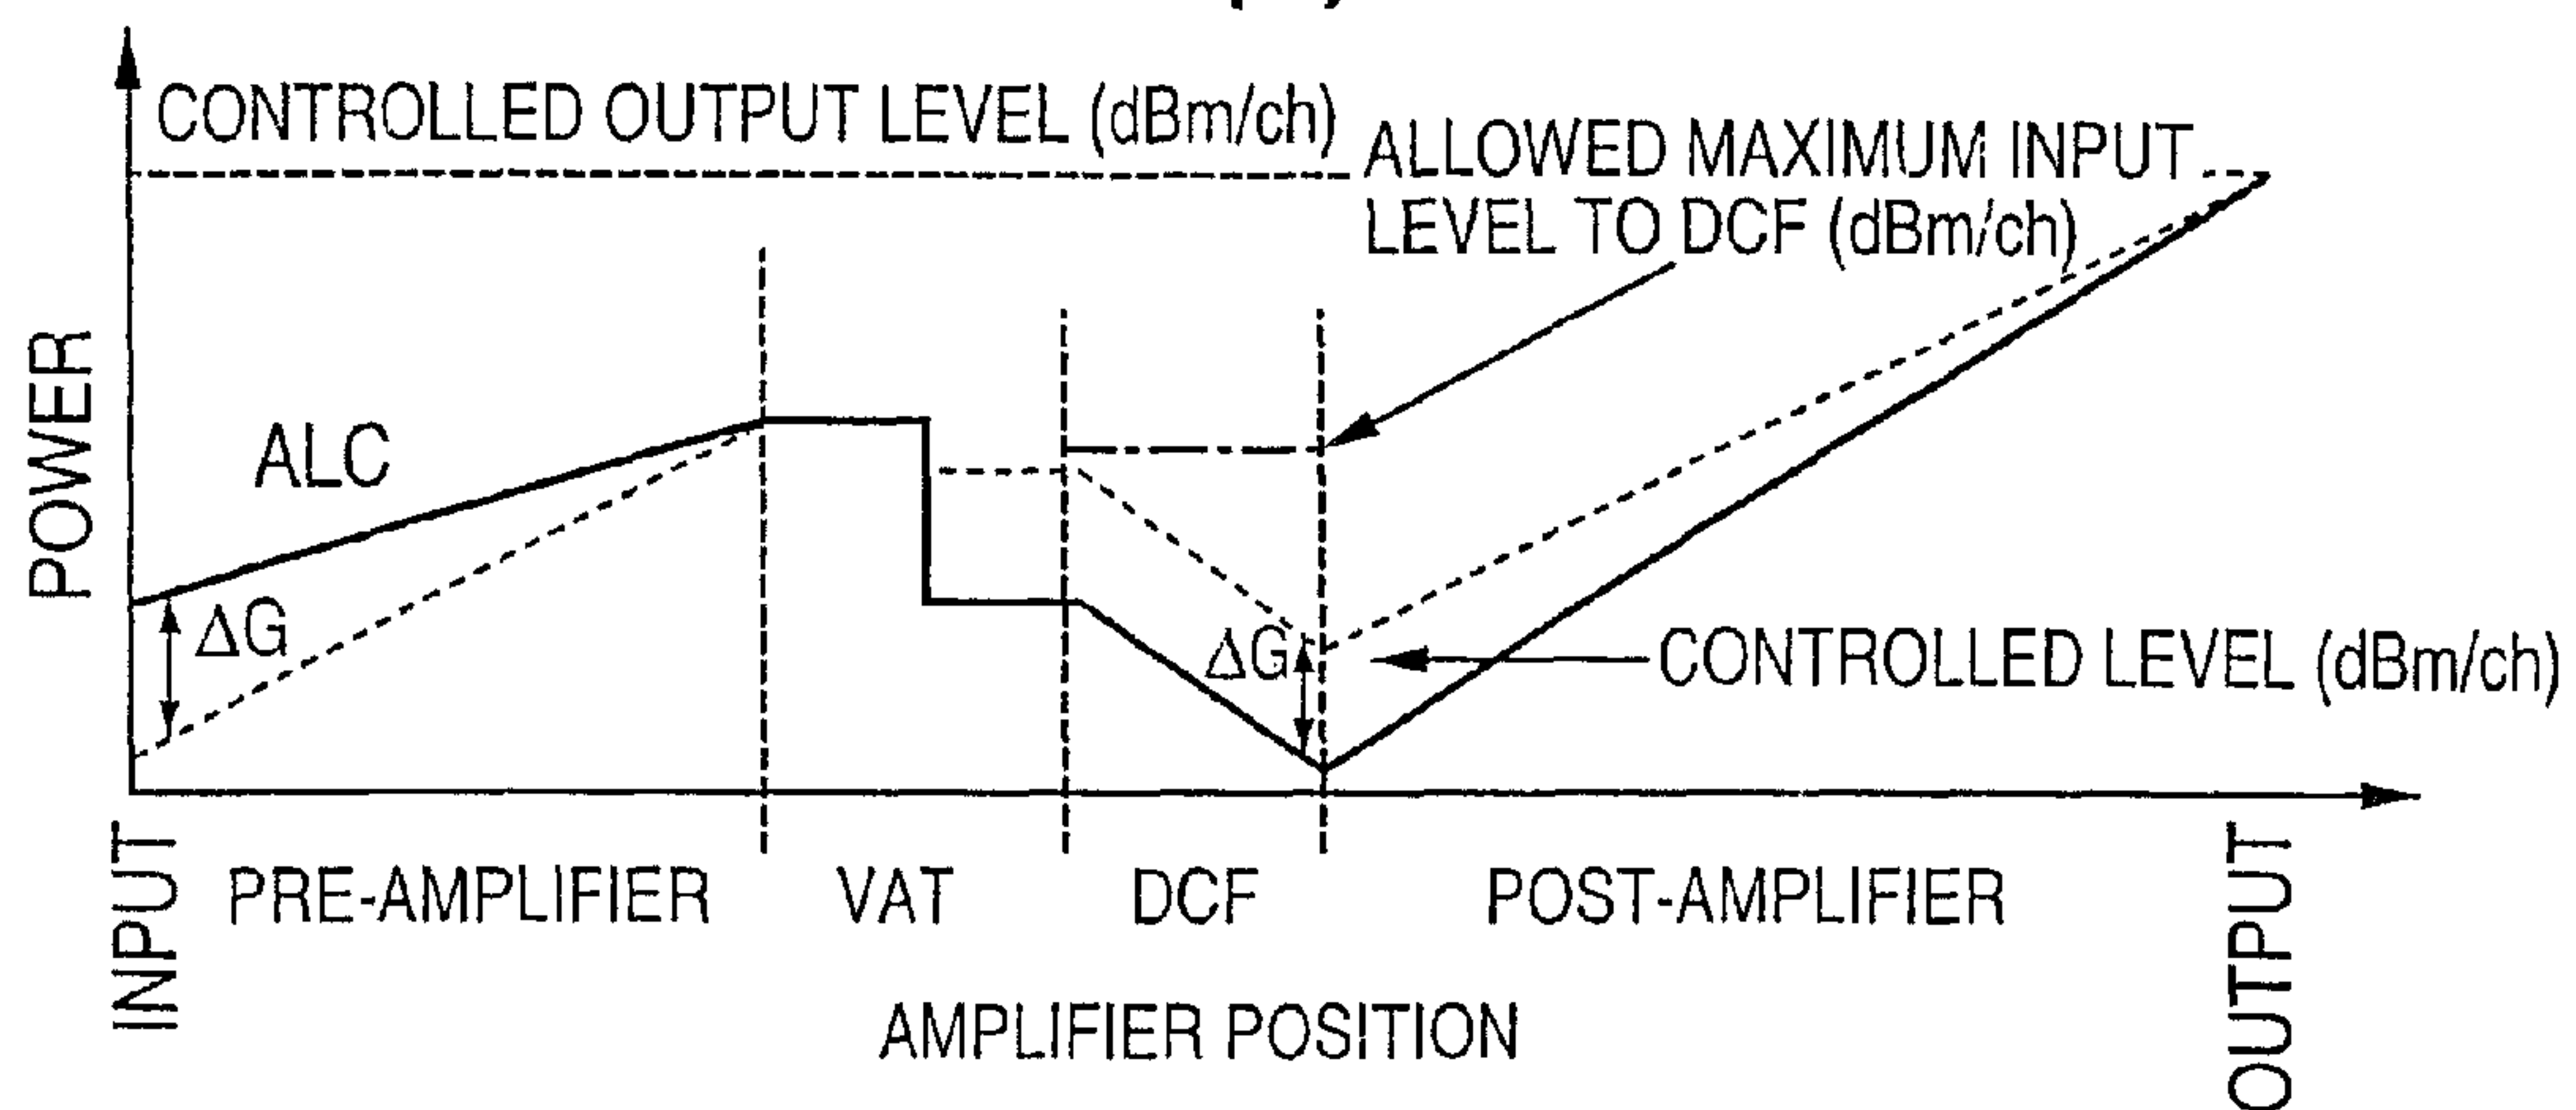 CONTROLLED OUTPUT LEVEL (dBm/ch)
ALLOWED MAXIMUM INPUT
LEVEL TO DCF (dBm/ch)
POWER
ALC
ΔG
ΔG
CONTROLLED LEVEL (dBm/ch)
INPUT
PRE-AMPLIFIER
VAT
DCF
POST-AMPLIFIER
OUTPUT
AMPLIFIER POSITION